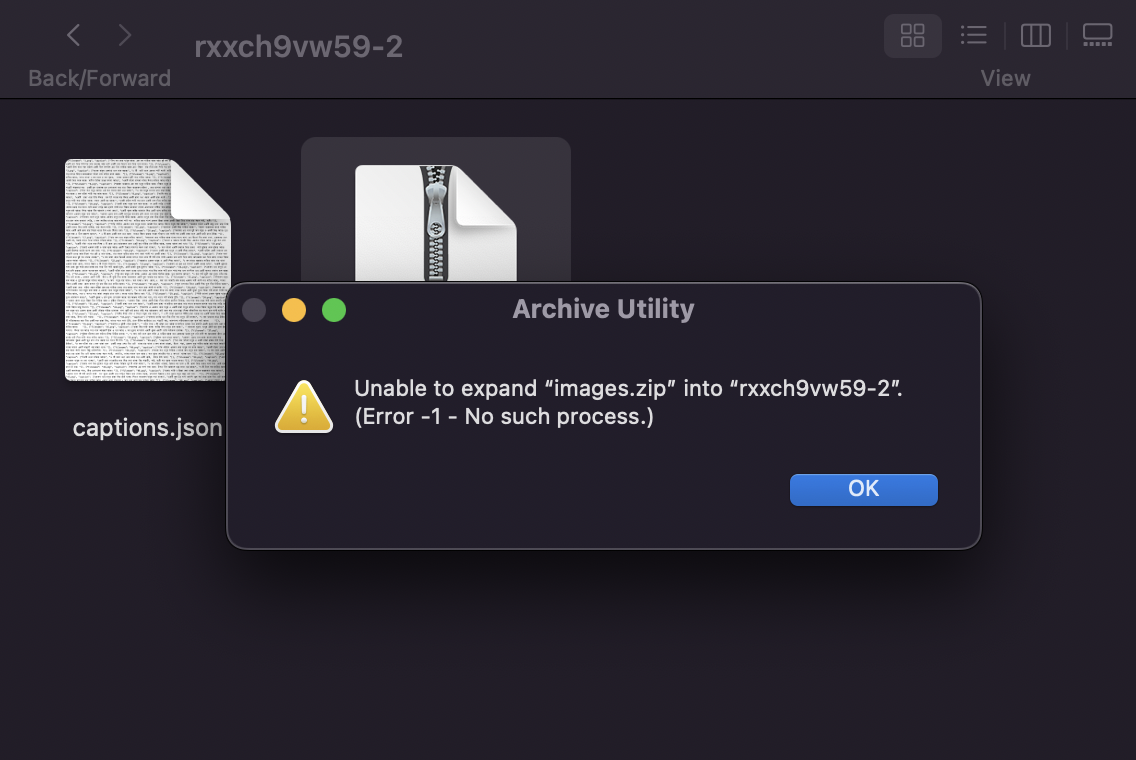 rxxch9vw59-2
Back/Forward
View
captions.json
Archive Utility
Unable to expand “images.zip” into “rxxch9vw59-2”.
(Error -1 - No such process.)
OK